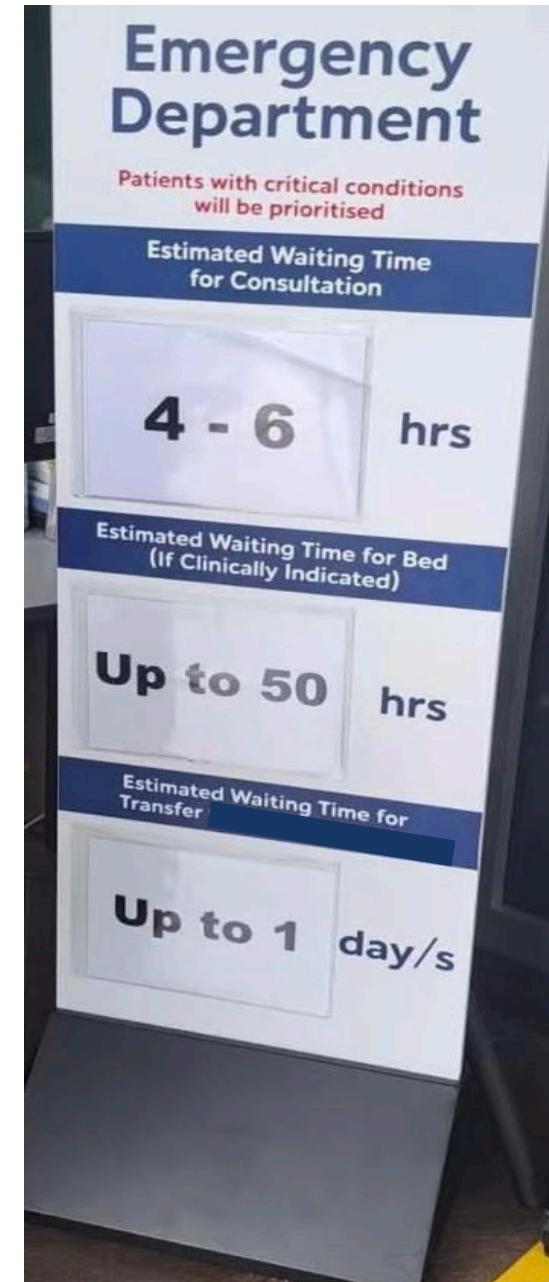 Emergency
Department
Patients with critical conditions
will be prioritised
Estimated Waiting Time
for Consultation
4 - 6 hrs
Estimated Waiting Time for Bed
(If Clinically Indicated)
Up to 50 hrs
Estimated Waiting Time for
Transfer
Up to 1 day/s